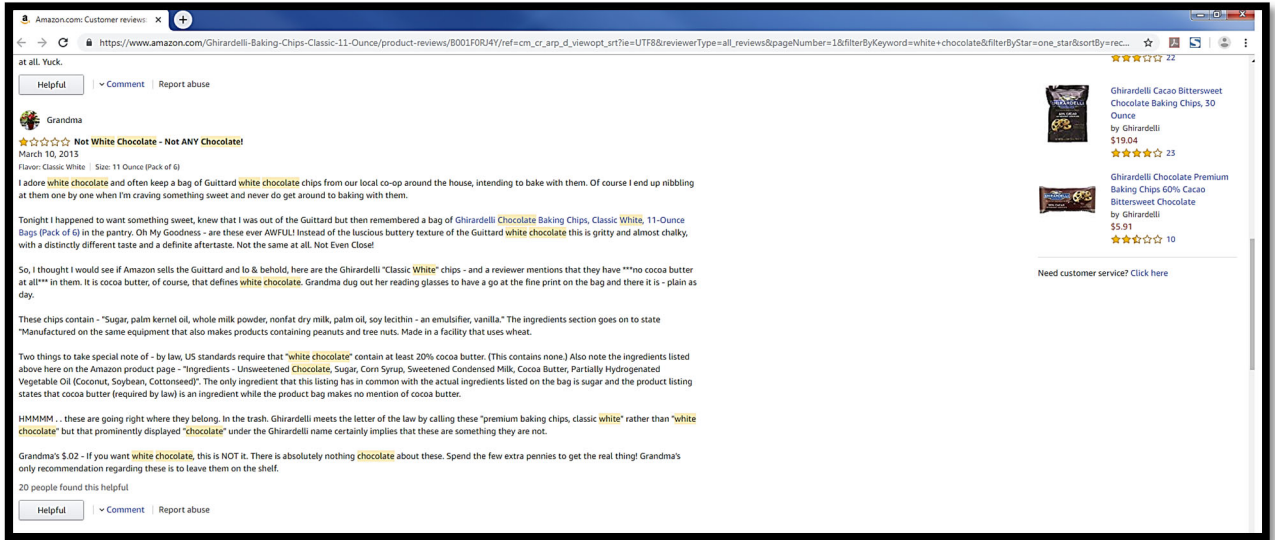 Amazon.com: Customer reviews:
https://www.amazon.com/Ghirardelli-Baking-Chips-Classic-11-Ounce/product-reviews/B001F0RJ4Y/ref=cm_cr_arp_d_viewopt_srt?ie=UTF8&reviewerType=all_reviews&pageNumber=1&filterByKeyword=white+chocolate&filterByStar=one_star&sortBy=rec...
at all. Yuck.
Helpful Comment Report abuse
Grandma
Not White Chocolate - Not ANY Chocolate!
March 10, 2013
Flavor: Classic White | Size: 11 Ounce (Pack of 6)
I adore white chocolate and often keep a bag of Guittard white chocolate chips from our local co-op around the house, intending to bake with them. Of course I end up nibbling
at them one by one when I'm craving something sweet and never do get around to baking with them.
Tonight I happened to want something sweet, knew that I was out of the Guittard but then remembered a bag of Ghirardelli Chocolate Baking Chips, Classic White, 11-Ounce
Bags (Pack of 6) in the pantry. Oh My Goodness - are these ever AWFUL! Instead of the luscious buttery texture of the Guittard white chocolate this is gritty and almost chalky,
with a distinctly different taste and a definite aftertaste. Not the same at all. Not Even Close!
So, I thought I would see if Amazon sells the Guittard and lo & behold, here are the Ghirardelli "Classic White" chips - and a reviewer mentions that they have ***no cocoa butter
at all*** in them. It is cocoa butter, of course, that defines white chocolate. Grandma dug out her reading glasses to have a go at the fine print on the bag and there it is - plain as
day.
These chips contain - "Sugar, palm kernel oil, whole milk powder, nonfat dry milk, palm oil, soy lecithin - an emulsifier, vanilla." The ingredients section goes on to state
"Manufactured on the same equipment that also makes products containing peanuts and tree nuts. Made in a facility that uses wheat.
Two things to take special note of - by law, US standards require that "white chocolate" contain at least 20% cocoa butter. (This contains none.) Also note the ingredients listed
above here on the Amazon product page - "Ingredients - Unsweetened Chocolate, Sugar, Corn Syrup, Sweetened Condensed Milk, Cocoa Butter, Partially Hydrogenated
Vegetable Oil (Coconut, Soybean, Cottonseed)". The only ingredient that this listing has in common with the actual ingredients listed on the bag is sugar and the product listing
states that cocoa butter (required by law) is an ingredient while the product bag makes no mention of cocoa butter.
HMMMM . . these are going right where they belong. In the trash. Ghirardelli meets the letter of the law by calling these "premium baking chips, classic white" rather than "white
chocolate" but that prominently displayed "chocolate" under the Ghirardelli name certainly implies that these are something they are not.
Grandma's $.02 - If you want white chocolate, this is NOT it. There is absolutely nothing chocolate about these. Spend the few extra pennies to get the real thing! Grandma's
only recommendation regarding these is to leave them on the shelf.
20 people found this helpful
Helpful Comment Report abuse
22
GHIRARDELLI
Ghirardelli Cacao Bittersweet
Chocolate Baking Chips, 30
Ounce
by Ghirardelli
$19.04
23
Ghirardelli Chocolate Premium
Baking Chips 60% Cacao
Bittersweet Chocolate
by Ghirardelli
$5.91
10
Need customer service? Click here